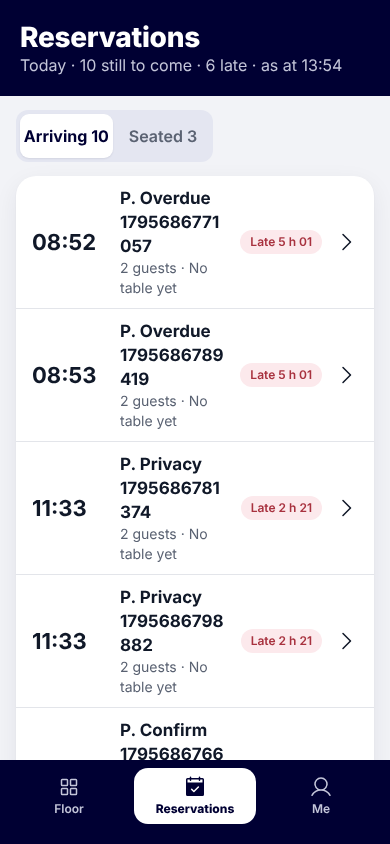 Reservations
Today · 10 still to come · 6 late · as at 13:54
Arriving 10
Seated 3
08:52
P. Overdue
1795686771
057
2 guests · No
table yet
Late 5 h 01
08:53
P. Overdue
1795686789
419
2 guests · No
table yet
Late 5 h 01
11:33
P. Privacy
1795686781
374
2 guests · No
table yet
Late 2 h 21
11:33
P. Privacy
1795686798
882
2 guests · No
table yet
Late 2 h 21
P. Confirm
1795686766
Floor
Reservations
Me